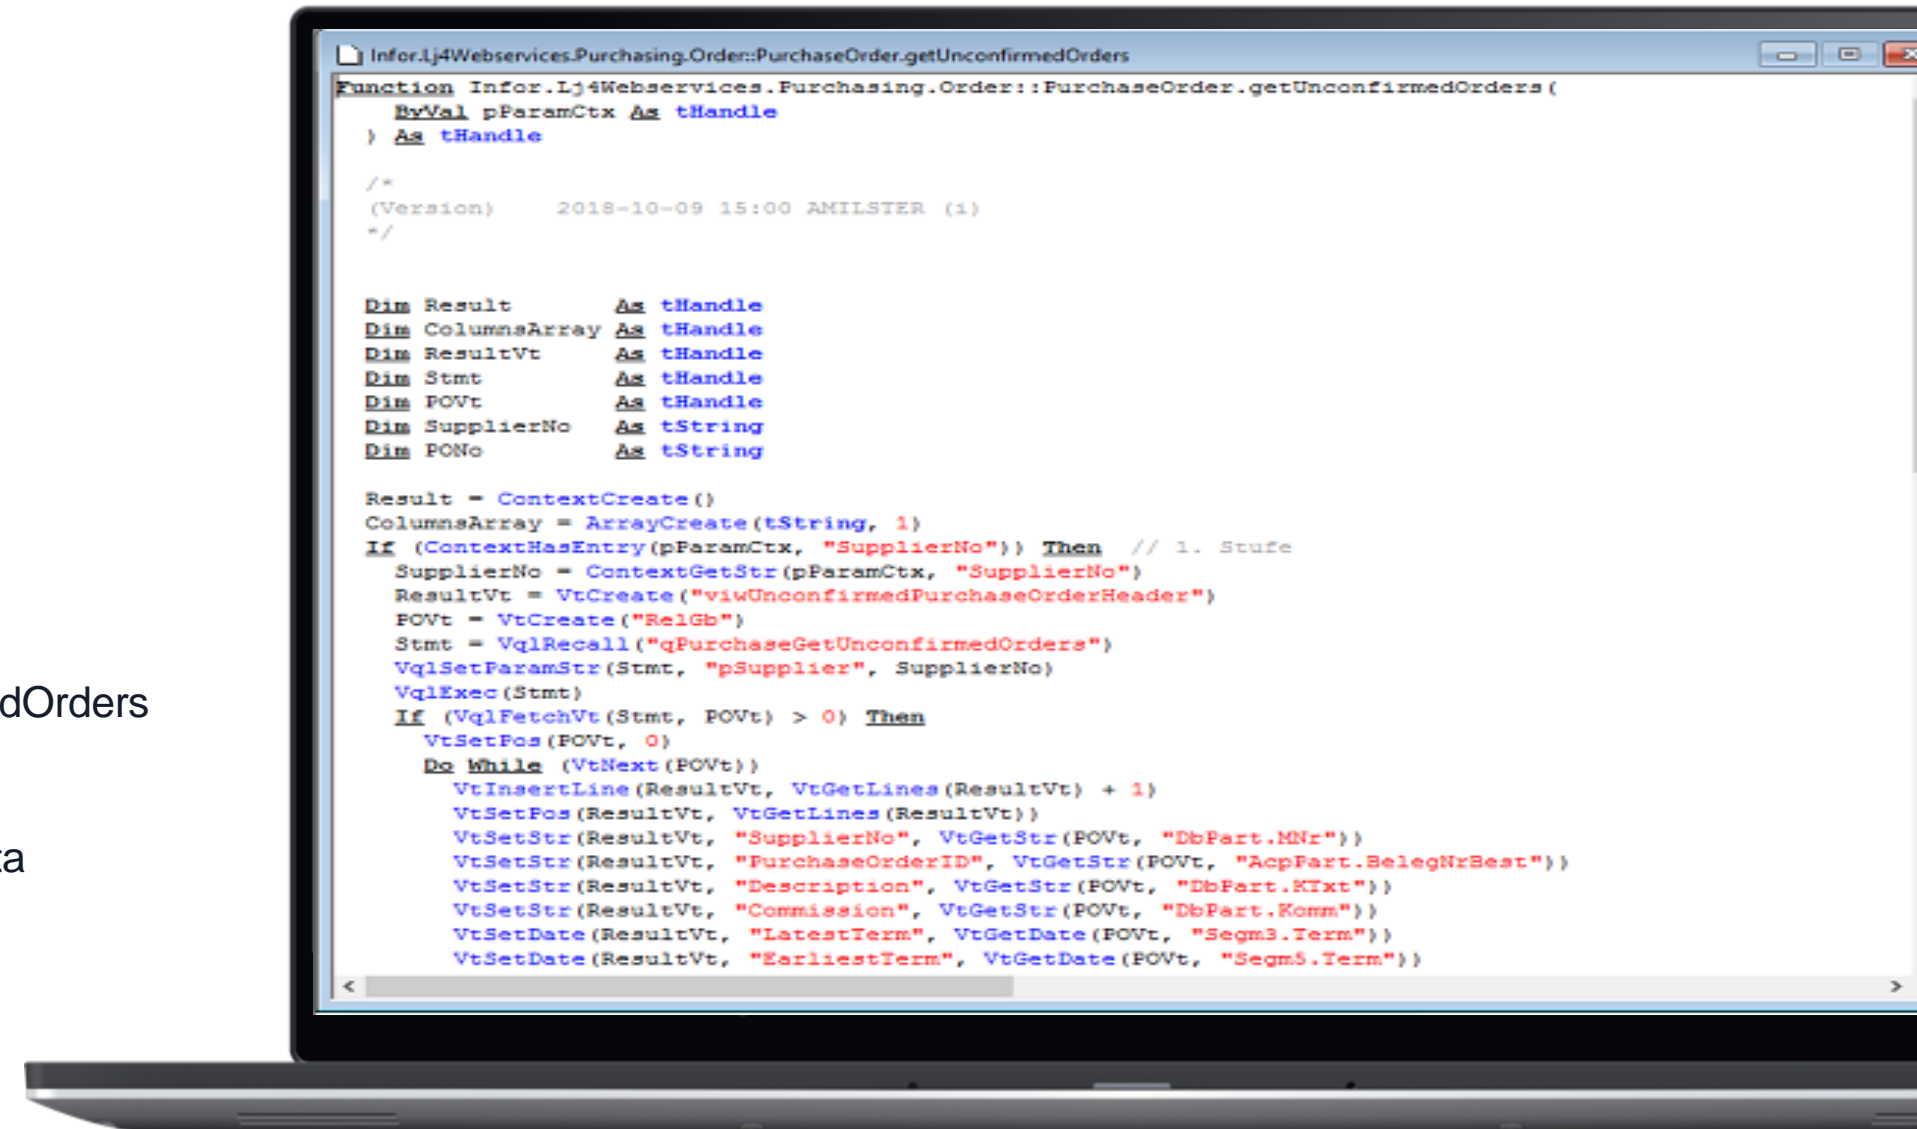 Infor.Lj4Webservices.Purchasing.Order::PurchaseOrder.getUnconfirmedOrders
Function Infor.Lj4Webservices.Purchasing.Order::PurchaseOrder.getUnconfirmedOrders(
ByVal pParamCtx As tHandle
) As tHandle
/*
(Version) 2018-10-09 15:00 AMILSTER (i)
*/
Dim Result As tHandle
Dim ColumnsArray As tHandle
Dim ResultVt As tHandle
Dim Stmt As tHandle
Dim POVt As tHandle
Dim SupplierNo As tString
Dim PONo As tString
Result = ContextCreate()
ColumnsArray = ArrayCreate(tString, 1)
If (ContextHasEntry(pParamCtx, "SupplierNo")) Then // 1. Stufe
SupplierNo = ContextGetStr(pParamCtx, "SupplierNo")
ResultVt = VtCreate("viwUnconfirmedPurchaseOrderHeader")
POVt = VtCreate("RelGb")
Stmt = VqlRecall("qPurchaseGetUnconfirmedOrders")
VqlSetParamStr(Stmt, "pSupplier", SupplierNo)
VqlExec(Stmt)
If (VqlFetchVt(Stmt, POVt) > 0) Then
VtSetPos(POVt, 0)
Do While (VtNext(POVt))
VtInsertLine(ResultVt, VtGetLines(ResultVt) + 1)
VtSetPos(ResultVt, VtGetLines(ResultVt))
VtSetStr(ResultVt, "SupplierNo", VtGetStr(POVt, "DbPart.MNr"))
VtSetStr(ResultVt, "PurchaseOrderID", VtGetStr(POVt, "AcpPart.BelegNrBest"))
VtSetStr(ResultVt, "Description", VtGetStr(POVt, "DbPart.KTxt"))
VtSetStr(ResultVt, "Commission", VtGetStr(POVt, "DbPart.Komm"))
VtSetDate(ResultVt, "LatestTerm", VtGetDate(POVt, "Segm3.Term"))
VtSetDate(ResultVt, "EarliestTerm", VtGetDate(POVt, "Segm5.Term"))
dOrders
ta